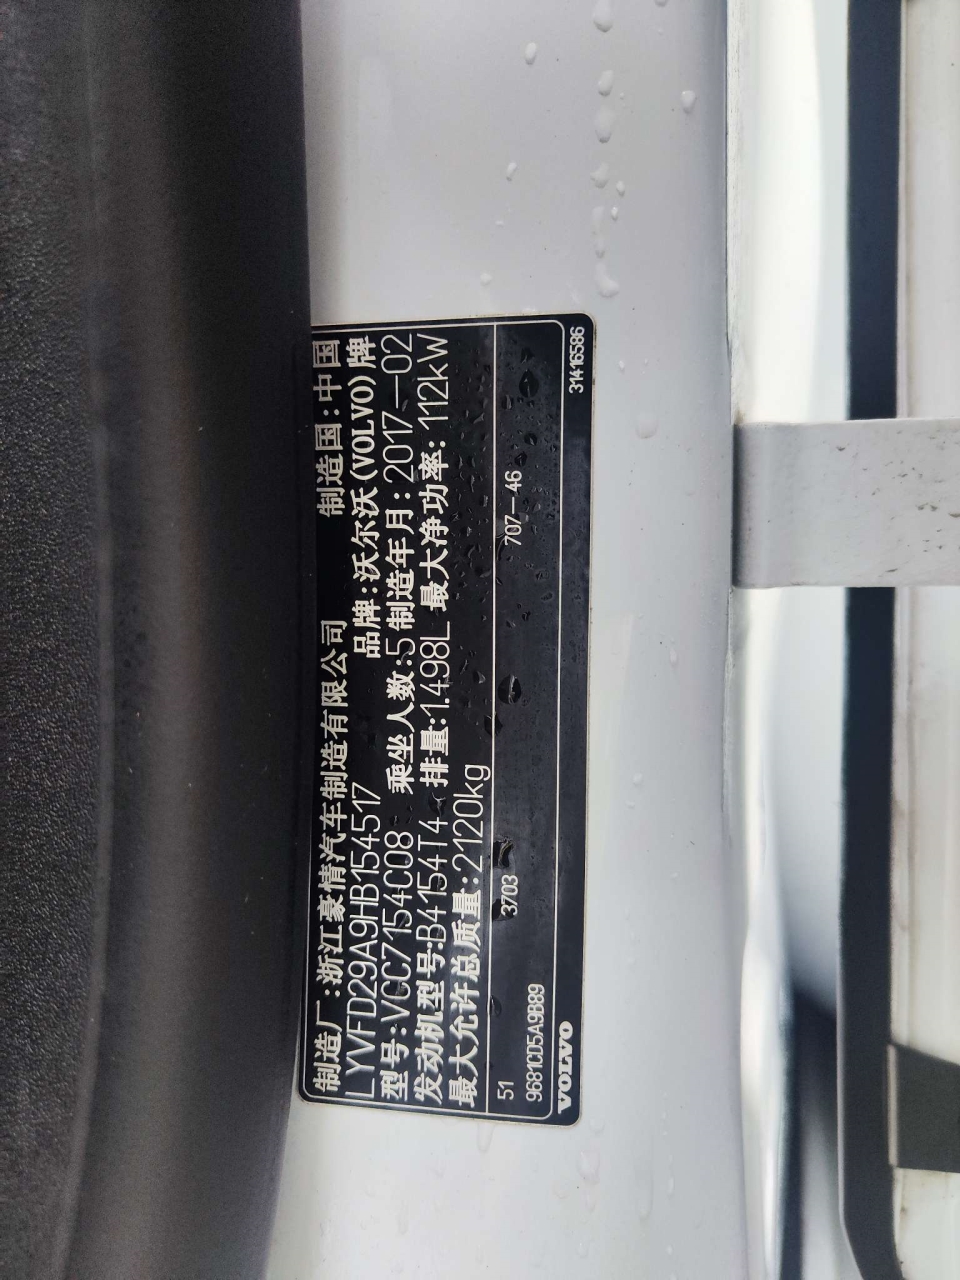 制造厂:浙江豪情汽车制造有限公司 制造国:中国
LYVFD29A9HB154517 品牌:沃尔沃(VOLVO)牌
型号:VCC7154C08 乘坐人数:5 制造年月:2017-02
发动机型号:B4154T4 排量:1.498L 最大净功率:112kW
最大允许总质量:2120kg
51 3703 707-46
9681CD5A9B89
VOLVO 31416586